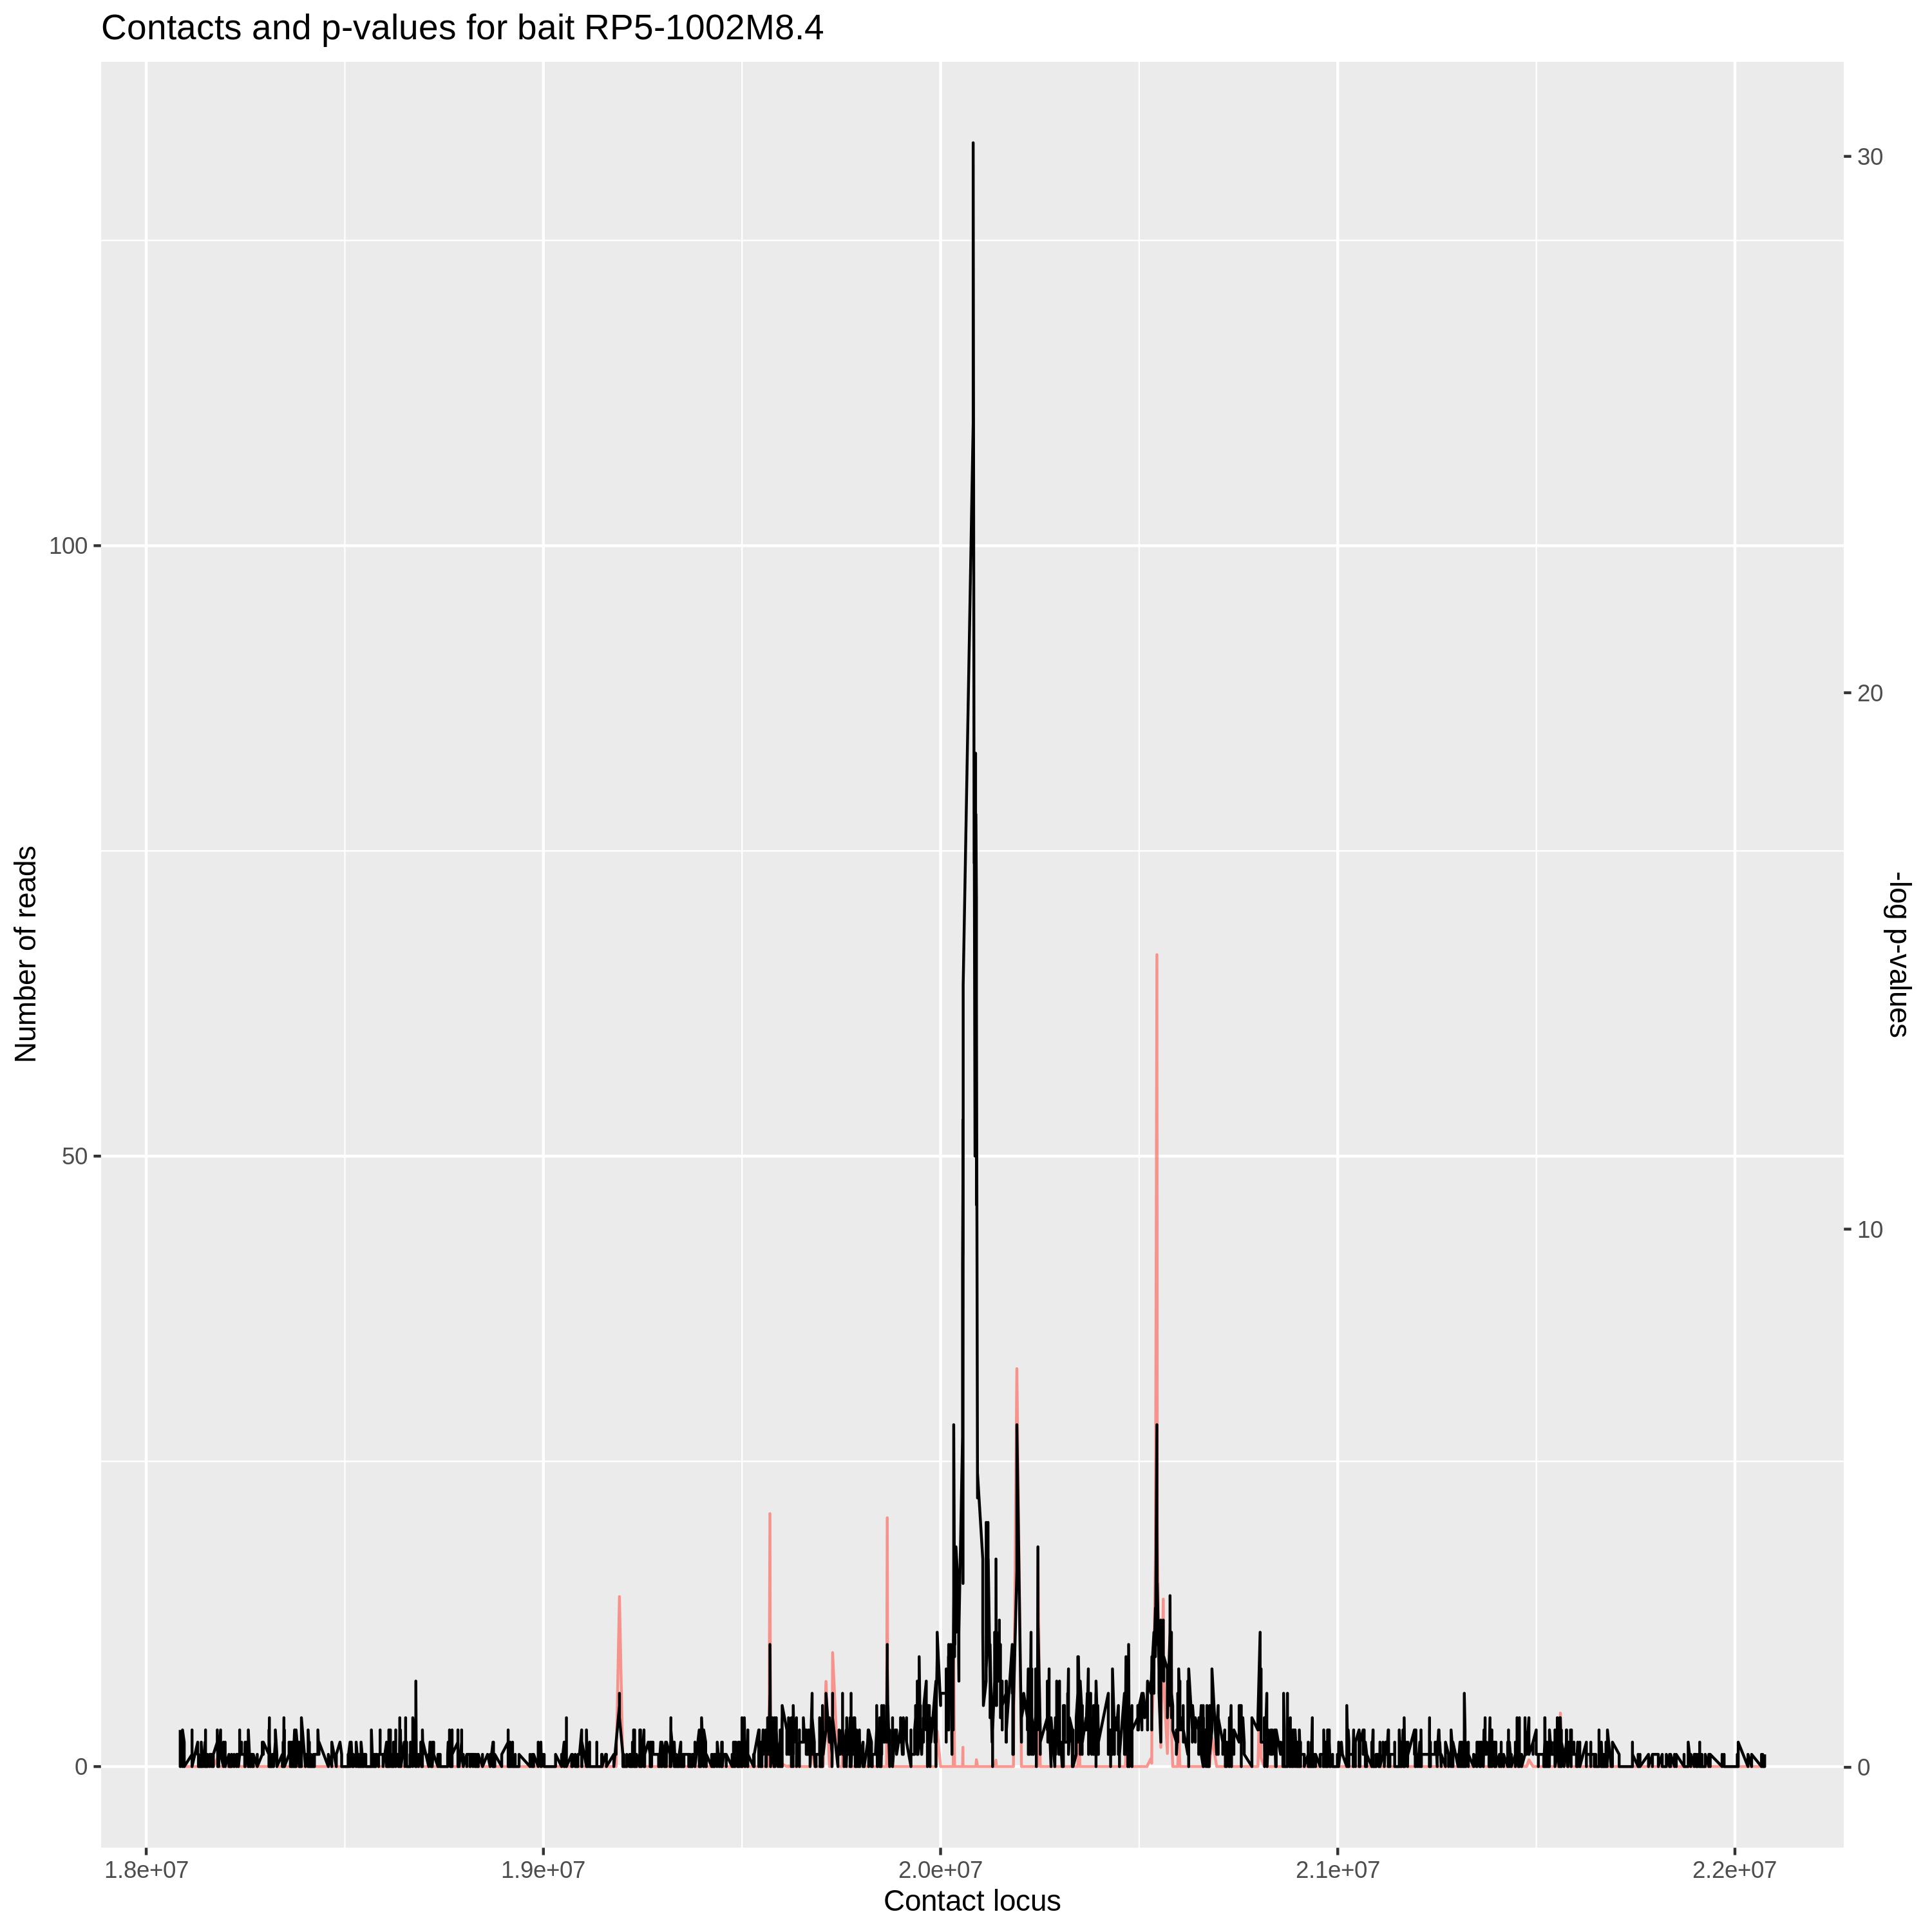 Contacts and p-values for bait RP5-1002M8.4
Number of reads
100
50
0
30
20
10
0
-log p-values
1.8e+07 1.9e+07 2.0e+07 2.1e+07 2.2e+07
Contact locus